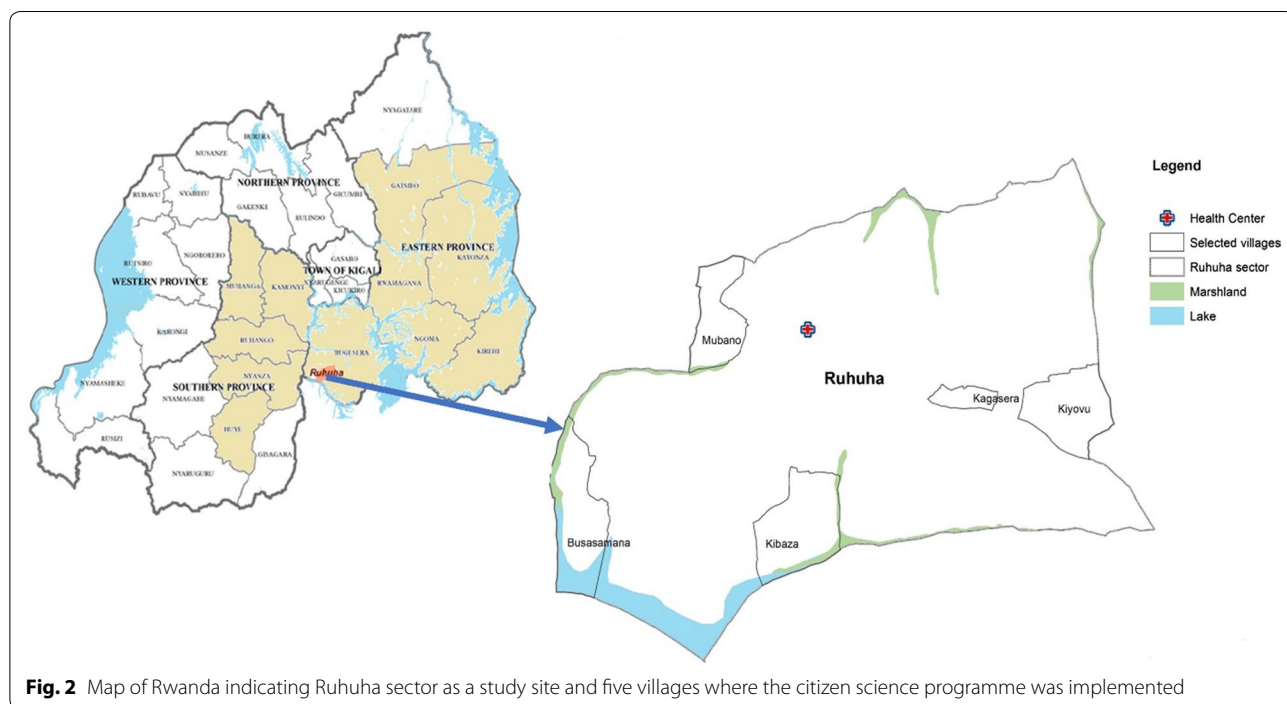 NYAGATARE
BURERA
MUSANZE
NORTHERN PROVINCE
GATSIBO
RUBAVU
NYABIHU
GICUMBI
GAKENKE
RULINDO
EASTERN PROVINCE
KAYONZA
NGORORERO
GASABO
RUTSIRO
TOWN OF KIGALI
WESTERN PROVINCE
MUHANGA
KAMONYI
NYARUGENGE
KICUKIRO
RWAMAGANA
KARONGI
RUHANGO
BUGESERA
NGOMA
KIREHI
NYANZA
Ruhuha
NYAMASHEKE
SOUTHERN PROVINCE
NYAMAGABE
RUSIZI
HUYE
GISAGARA
NYARUGURU
Mubano
Ruhuha
Kagasera
Kiyovu
Busasamana
Kibaza
Legend
Health Center
Selected villages
Ruhuha sector
Marshland
Lake
Fig. 2 Map of Rwanda indicating Ruhuha sector as a study site and five villages where the citizen science programme was implemented